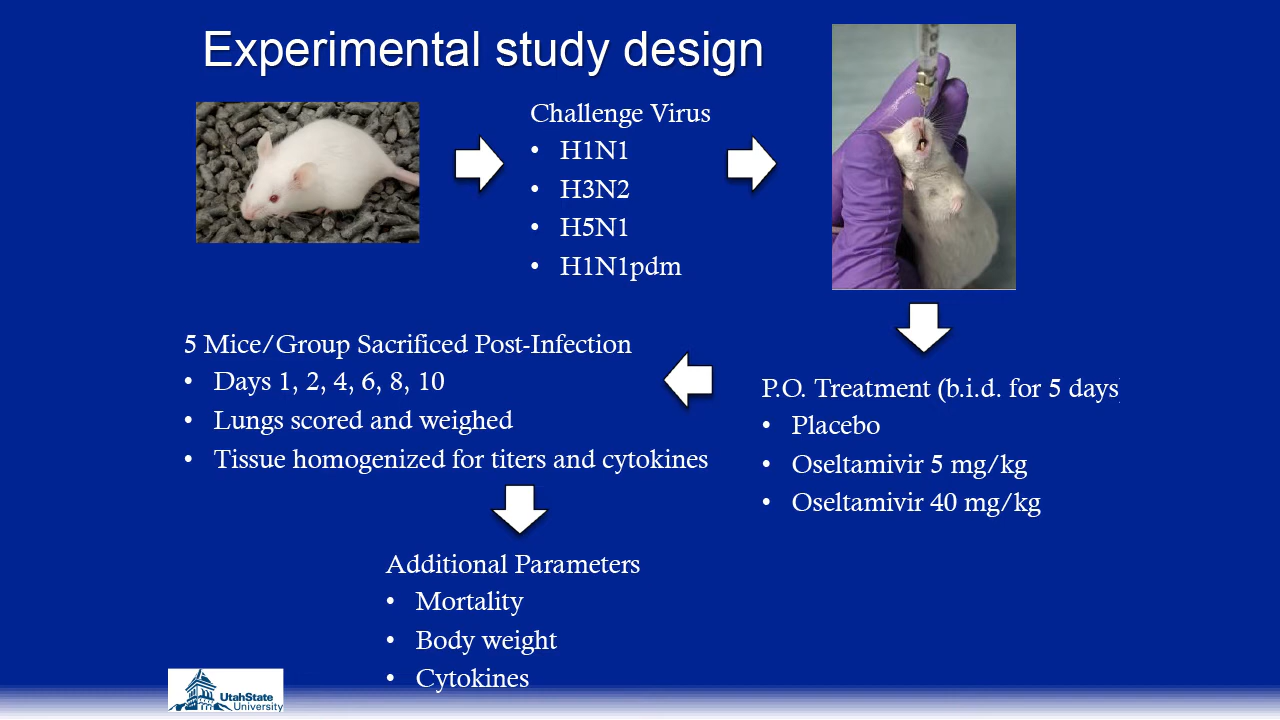 Experimental study design
Challenge Virus
• H1N1
• H3N2
• H5N1
• H1N1pdm
P.O. Treatment (b.i.d. for 5 days
• Placebo
• Oseltamivir 5 mg/kg
• Oseltamivir 40 mg/kg
5 Mice/Group Sacrificed Post-Infection
• Days 1, 2, 4, 6, 8, 10
• Lungs scored and weighed
• Tissue homogenized for titers and cytokines
Additional Parameters
• Mortality
• Body weight
• Cytokines
UtahState
University